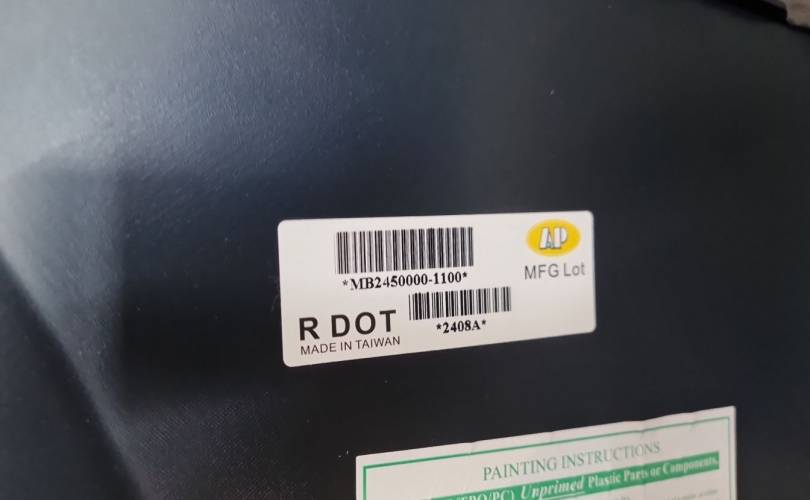 AP
*MB2450000-1100*
MFG Lot
R DOT
*2408A*
MADE IN TAIWAN
PAINTING INSTRUCTIONS
Unprimed Plastic Parts or Components.